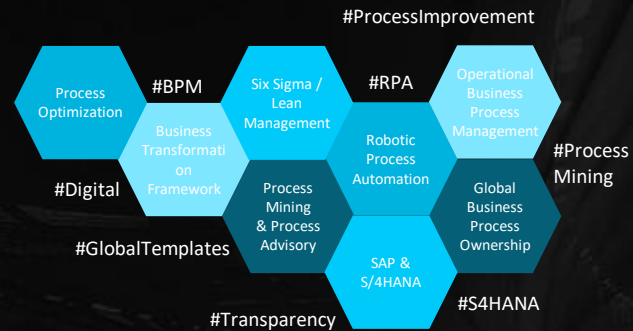 #ProcessImprovement
Process
Optimization
#BPM
Six Sigma /
Lean
Management
#RPA
Operational
Business
Process
Management
Business
Transformati
on
Framework
Robotic
Process
Automation
#Process
Mining
#Digital
Process
Mining
& Process
Advisory
Global
Business
Process
Ownership
#GlobalTemplates
SAP &
S/4HANA
#S4HANA
#Transparency